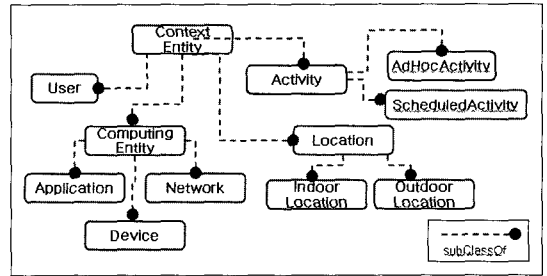 Context
Entity
User
Activity
AdHocActivity
ScheduledActivity
Computing
Entity
Location
Application
Network
Indoor
Location
Outdoor
Location
Device
subClassOf